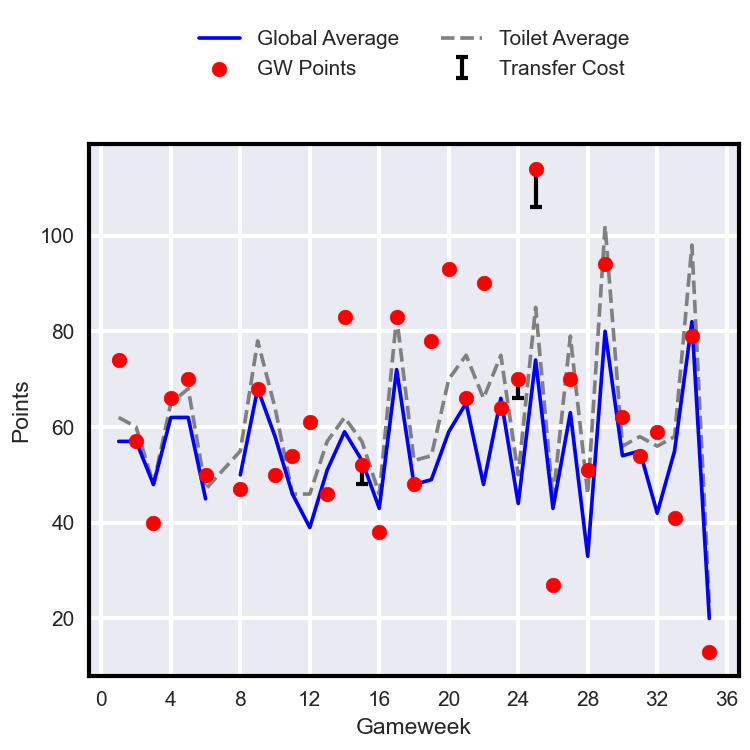 Global Average
Toilet Average
GW Points
Transfer Cost
Points
100
80
60
40
20
0 4 8 12 16 20 24 28 32 36
Gameweek